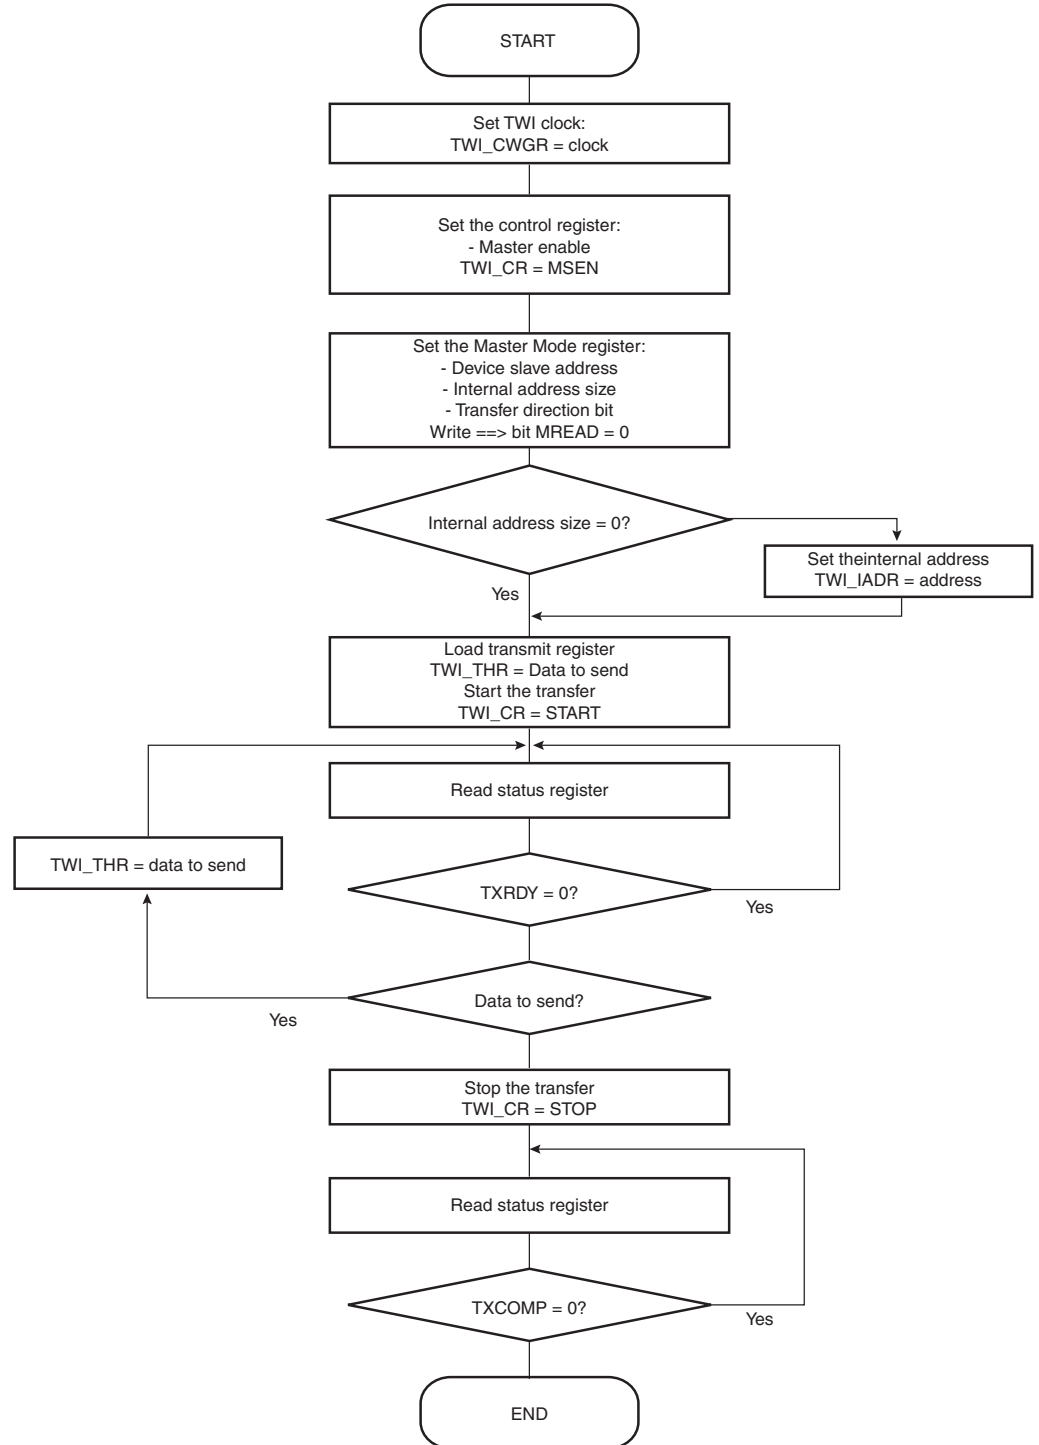 START
Set TWI clock:
TWI_CWGR = clock
Set the control register:
- Master enable
TWI_CR = MSEN
Set the Master Mode register:
- Device slave address
- Internal address size
- Transfer direction bit
Write ==> bit MREAD = 0
Internal address size = 0?
Set theinternal address
TWI_IADR = address
Yes
Load transmit register
TWI_THR = Data to send
Start the transfer
TWI_CR = START
Read status register
TWI_THR = data to send
TXRDY = 0?
Yes
Data to send?
Yes
Stop the transfer
TWI_CR = STOP
Read status register
TXCOMP = 0?
Yes
END